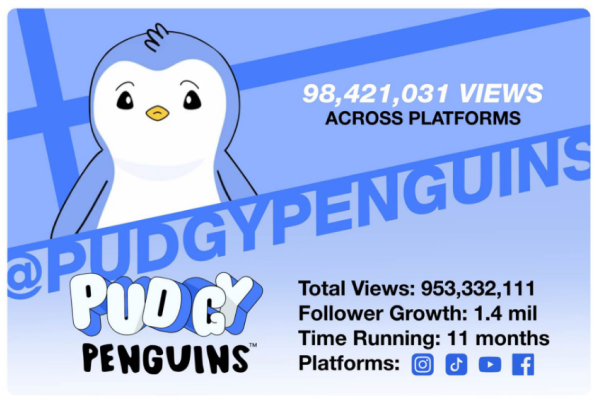 98,421,031 VIEWS
ACROSS PLATFORMS
@PUDGYPENGUINS
PUDGY
PENGUINS™
Total Views: 953,332,111
Follower Growth: 1.4 mil
Time Running: 11 months
Platforms: